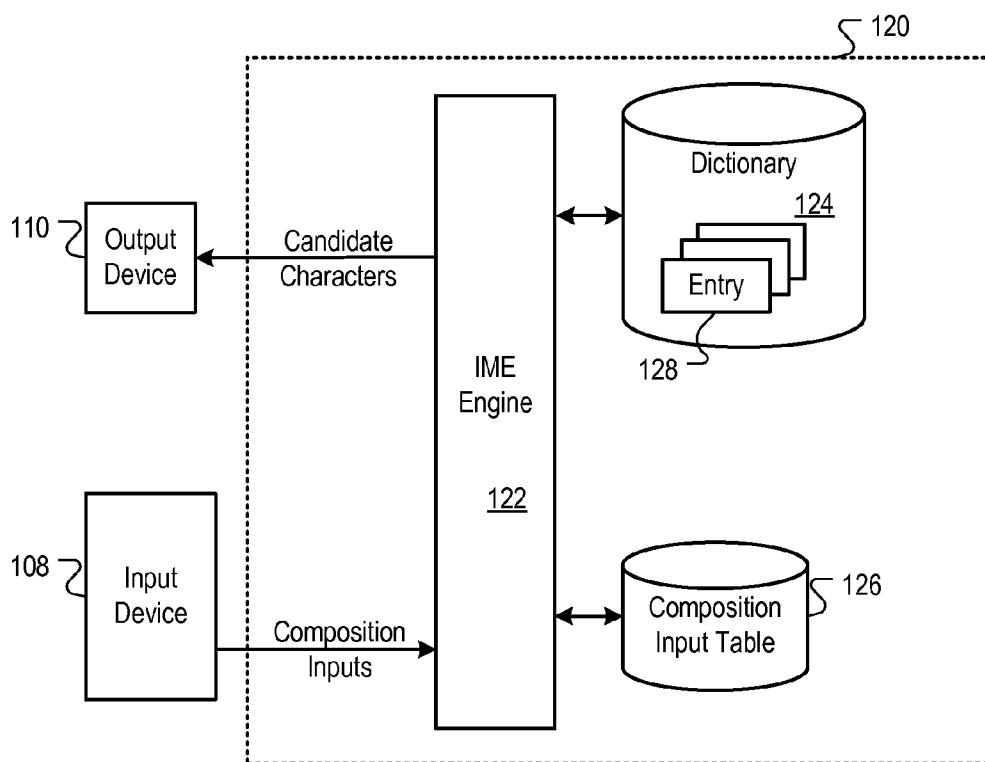 120
Dictionary
124
110
Output
Device
Candidate
Characters
Entry
128
IME
Engine
122
108
Input
Device
Composition
Inputs
Composition
Input Table
126